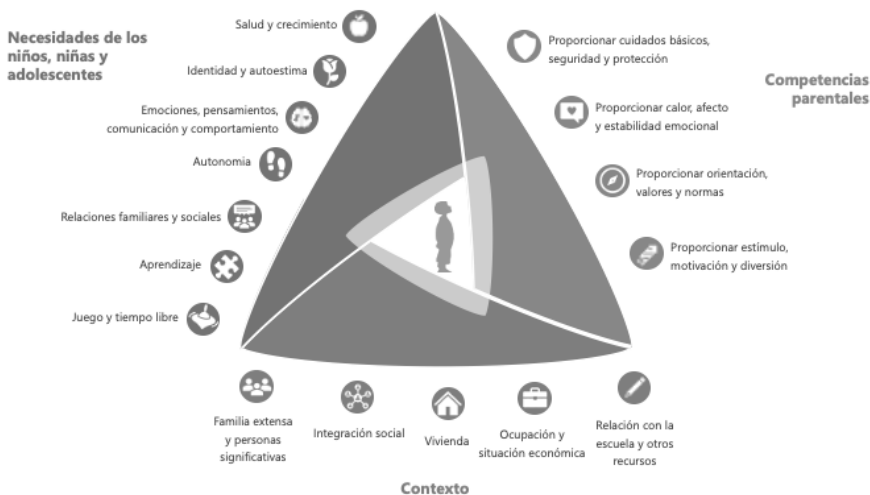 Necesidades de los
niños, niñas y
adolescentes
Salud y crecimiento
Identidad y autoestima
Emociones, pensamientos,
comunicación y comportamiento
Autonomia
Relaciones familiares y sociales
Aprendizaje
Juego y tiempo libre
Competencias
parentales
Proporcionar cuidados básicos,
seguridad y protección
Proporcionar calor, afecto
y estabilidad emocional
Proporcionar orientación,
valores y normas
Proporcionar estímulo,
motivación y diversión
Familia extensa
y personas
significativas
Integración social
Vivienda
Ocupación y
situación económica
Relación con la
escuela y otros
recursos
Contexto